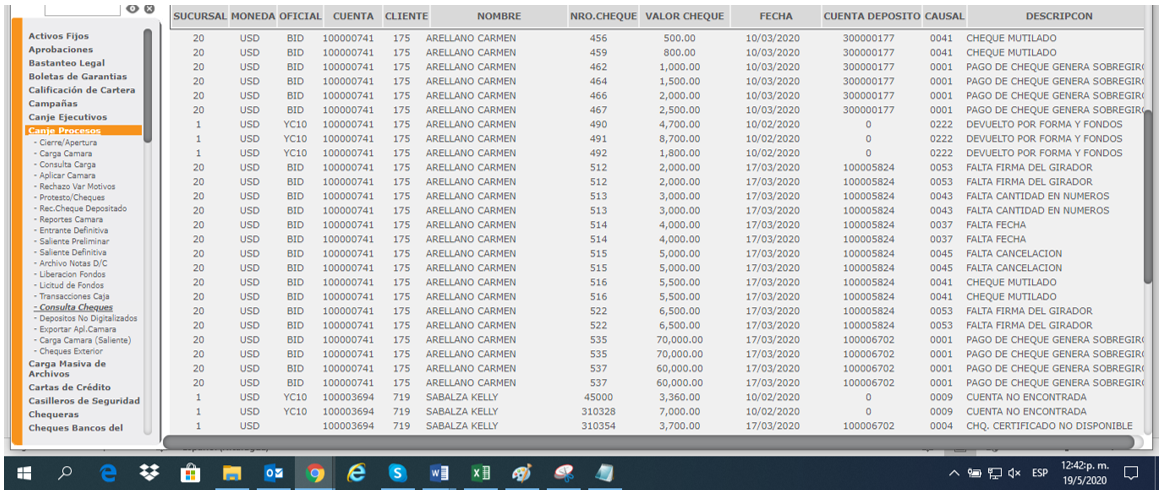 SUCURSAL MONEDA OFICIAL CUENTA CLIENTE NOMBRE NRO.CHEQUE VALOR CHEQUE FECHA CUENTA DEPOSITO CAUSAL DESCRIPCON
20 USD BID 100000741 175 ARELLANO CARMEN 456 500.00 10/03/2020 300000177 0041 CHEQUE MUTILADO
20 USD BID 100000741 175 ARELLANO CARMEN 459 800.00 10/03/2020 300000177 0041 CHEQUE MUTILADO
20 USD BID 100000741 175 ARELLANO CARMEN 462 1,000.00 10/03/2020 300000177 0001 PAGO DE CHEQUE GENERA SOBREGIR
20 USD BID 100000741 175 ARELLANO CARMEN 464 1,500.00 10/03/2020 300000177 0001 PAGO DE CHEQUE GENERA SOBREGIR
20 USD BID 100000741 175 ARELLANO CARMEN 466 2,000.00 10/03/2020 300000177 0001 PAGO DE CHEQUE GENERA SOBREGIR
20 USD BID 100000741 175 ARELLANO CARMEN 467 2,500.00 10/03/2020 300000177 0001 PAGO DE CHEQUE GENERA SOBREGIR
1 USD YC10 100000741 175 ARELLANO CARMEN 490 4,700.00 10/02/2020 0 0222 DEVUELTO POR FORMA Y FONDOS
1 USD YC10 100000741 175 ARELLANO CARMEN 491 8,700.00 10/02/2020 0 0222 DEVUELTO POR FORMA Y FONDOS
1 USD YC10 100000741 175 ARELLANO CARMEN 492 1,800.00 10/02/2020 0 0222 DEVUELTO POR FORMA Y FONDOS
20 USD BID 100000741 175 ARELLANO CARMEN 512 2,000.00 17/03/2020 100005824 0053 FALTA FIRMA DEL GIRADOR
20 USD BID 100000741 175 ARELLANO CARMEN 512 2,000.00 17/03/2020 100005824 0053 FALTA FIRMA DEL GIRADOR
20 USD BID 100000741 175 ARELLANO CARMEN 513 3,000.00 17/03/2020 100005824 0043 FALTA CANTIDAD EN NUMEROS
20 USD BID 100000741 175 ARELLANO CARMEN 513 3,000.00 17/03/2020 100005824 0043 FALTA CANTIDAD EN NUMEROS
20 USD BID 100000741 175 ARELLANO CARMEN 514 4,000.00 17/03/2020 100005824 0037 FALTA FECHA
20 USD BID 100000741 175 ARELLANO CARMEN 514 4,000.00 17/03/2020 100005824 0037 FALTA FECHA
20 USD BID 100000741 175 ARELLANO CARMEN 515 5,000.00 17/03/2020 100005824 0045 FALTA CANCELACION
20 USD BID 100000741 175 ARELLANO CARMEN 515 5,000.00 17/03/2020 100005824 0045 FALTA CANCELACION
20 USD BID 100000741 175 ARELLANO CARMEN 516 5,500.00 17/03/2020 100005824 0041 CHEQUE MUTILADO
20 USD BID 100000741 175 ARELLANO CARMEN 516 5,500.00 17/03/2020 100005824 0041 CHEQUE MUTILADO
20 USD BID 100000741 175 ARELLANO CARMEN 522 6,500.00 17/03/2020 100005824 0053 FALTA FIRMA DEL GIRADOR
20 USD BID 100000741 175 ARELLANO CARMEN 522 6,500.00 17/03/2020 100005824 0053 FALTA FIRMA DEL GIRADOR
20 USD BID 100000741 175 ARELLANO CARMEN 535 70,000.00 17/03/2020 100006702 0001 PAGO DE CHEQUE GENERA SOBREGIR
20 USD BID 100000741 175 ARELLANO CARMEN 535 70,000.00 17/03/2020 100006702 0001 PAGO DE CHEQUE GENERA SOBREGIR
20 USD BID 100000741 175 ARELLANO CARMEN 537 60,000.00 17/03/2020 100006702 0001 PAGO DE CHEQUE GENERA SOBREGIR
20 USD BID 100000741 175 ARELLANO CARMEN 537 60,000.00 17/03/2020 100006702 0001 PAGO DE CHEQUE GENERA SOBREGIR
1 USD YC10 100003694 719 SABALZA KELLY 45000 3,360.00 10/02/2020 0 0009 CUENTA NO ENCONTRADA
1 USD YC10 100003694 719 SABALZA KELLY 310328 7,000.00 10/02/2020 0 0009 CUENTA NO ENCONTRADA
1 USD 100003694 719 SABALZA KELLY 310354 3,700.00 17/03/2020 100006702 0004 CHQ. CERTIFICADO NO DISPONIBLE
Activos Fijos
Aprobaciones
Bastanteo Legal
Boletas de Garantias
Calificación de Cartera
Campañas
Canje Ejecutivos
Canje Procesos
- Cierre/Apertura
- Carga Camara
- Consulta Carga
- Aplicar Camara
- Rechazo Var Motivos
- Protesto/Cheques
- Rec.Cheque Depositado
- Reportes Camara
- Entrante Definitiva
- Saliente Preliminar
- Saliente Definitiva
- Archivo Notas D/C
- Liberacion Fondos
- Licitud de Fondos
- Transacciones Caja
- Consulta Cheques
- Depositos No Digitalizados
- Exportar Apl.Camara
- Carga Camara (Saliente)
- Cheques Exterior
Carga Masiva de
Archivos
Cartas de Crédito
Casilleros de Seguridad
Chequeras
Cheques Bancos del
ESP
12:42:p. m.
19/5/2020